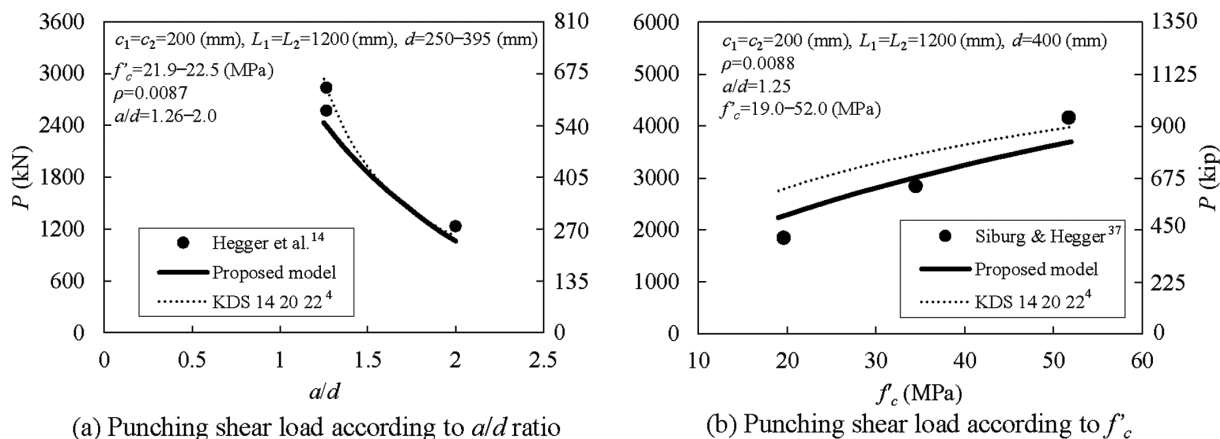 3600
3000
2400
1800
1200
600
0
P (kN)
c₁=c₂=200 (mm), L₁=L₂=1200 (mm), d=250–395 (mm)
f'c=21.9–22.5 (MPa)
ρ=0.0087
a/d=1.26–2.0
Hegger et al.¹⁴
Proposed model
KDS 14 20 22⁴
810
675
540
405
270
135
0
0 0.5 1 1.5 2 2.5
a/d
(a) Punching shear load according to a/d ratio
6000
5000
4000
3000
2000
1000
0
c₁=c₂=200 (mm), L₁=L₂=1200 (mm), d=400 (mm)
ρ=0.0088
a/d=1.25
f'c=19.0–52.0 (MPa)
Siburg & Hegger³⁷
Proposed model
KDS 14 20 22⁴
1350
1125
900
675
450
225
0
P (kip)
10 20 30 40 50 60
f'c (MPa)
(b) Punching shear load according to f'c